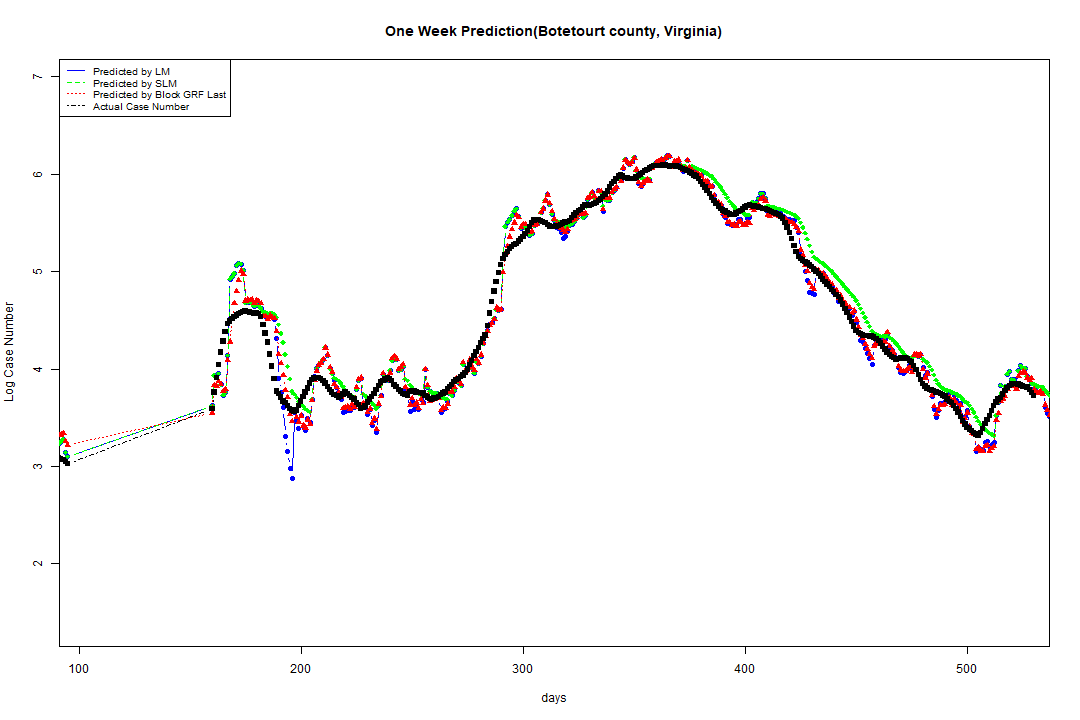 One Week Prediction(Botetourt county, Virginia)
Predicted by LM
Predicted by SLM
Predicted by Block GRF Last
Actual Case Number
7
6
5
4
3
2
Log Case Number
100 200 300 400 500
days